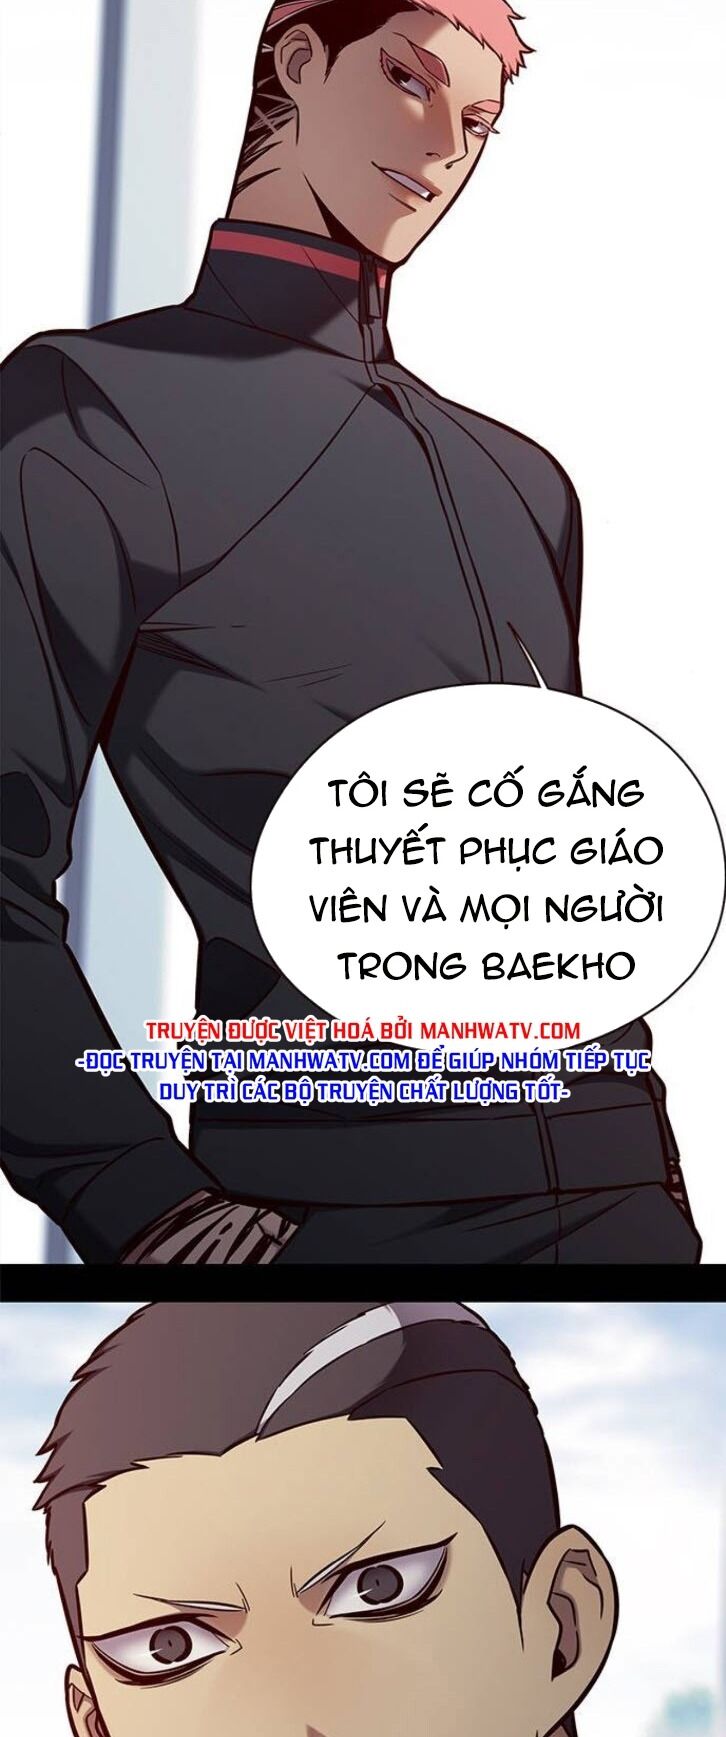 TÔI SẼ CỐ GẮNG
THUYẾT PHỤC GIÁO
VIÊN VÀ MỌI NGƯỜI
TRONG BAEKHO
TRUYỆN ĐƯỢC VIỆT HOÁ BỞI MANHWATV.COM
-ĐỌC TRUYỆN TẠI MANHWATV.COM ĐỂ GIÚP NHÓM TIẾP TỤC
DUY TRÌ CÁC BỘ TRUYỆN CHẤT LƯỢNG TỐT-